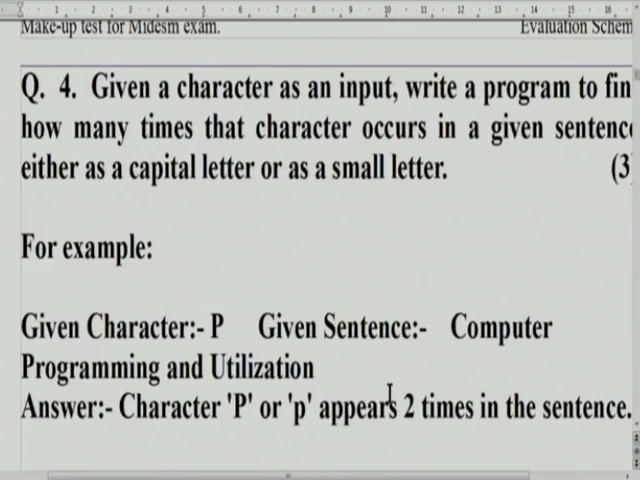 Make-up test for Midesm exam. Evaluation Schem
Q. 4. Given a character as an input, write a program to fin
how many times that character occurs in a given sentenc
either as a capital letter or as a small letter. (3
For example:
Given Character:- P Given Sentence:- Computer
Programming and Utilization
Answer:- Character 'P' or 'p' appears 2 times in the sentence.